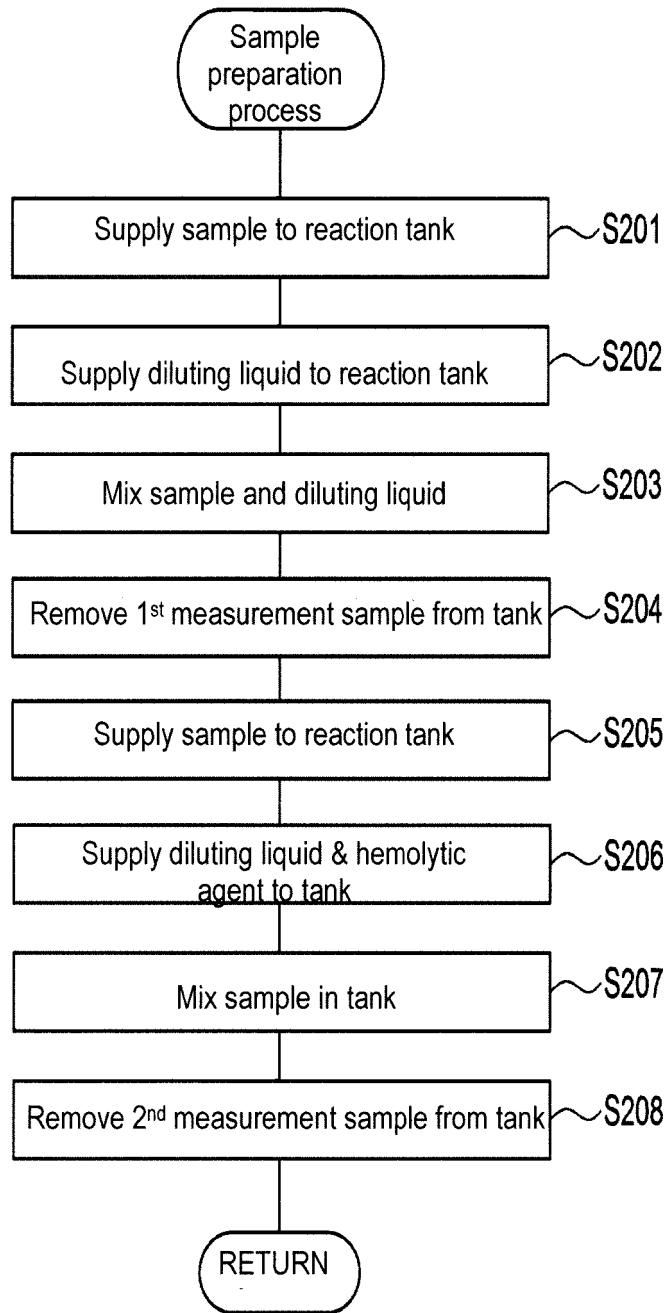 Sample
preparation
process
Supply sample to reaction tank
S201
Supply diluting liquid to reaction tank
S202
Mix sample and diluting liquid
S203
Remove 1st measurement sample from tank
S204
Supply sample to reaction tank
S205
Supply diluting liquid & hemolytic
agent to tank
S206
Mix sample in tank
S207
Remove 2nd measurement sample from tank
S208
RETURN